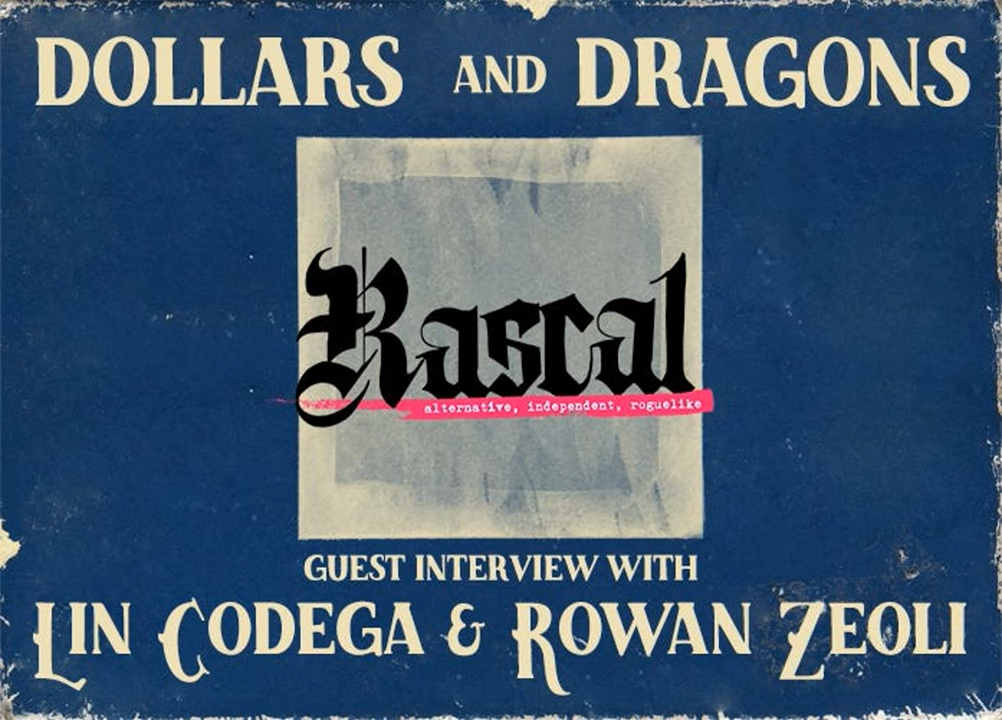 DOLLARS AND DRAGONS
Rascal
alternative, independent, roguelike
GUEST INTERVIEW WITH
LIN CODEGA & ROWAN ZEOLI